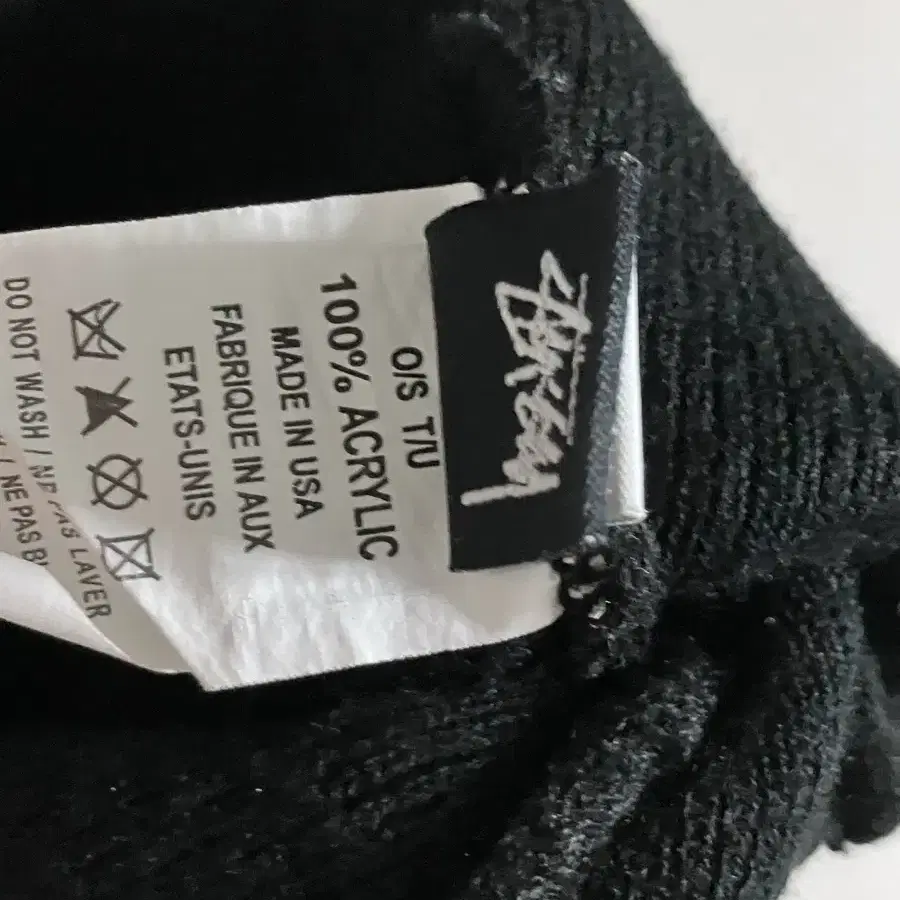 STÜSSY
O/S T/U
100% ACRYLIC
MADE IN USA
FABRIQUE IN AUX
ETATS-UNIS
DO NOT WASH / NE PAS LAVER
/ NE PAS